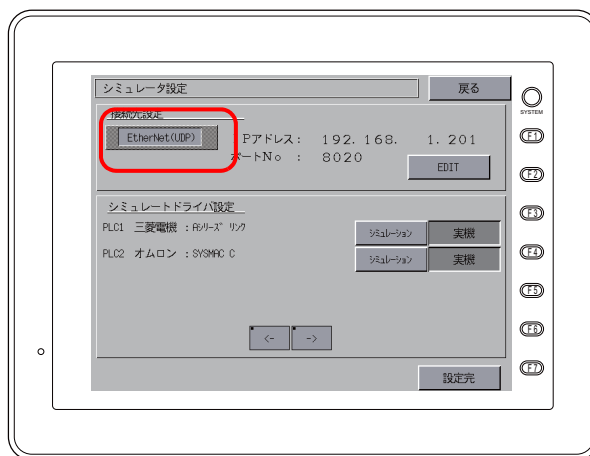 シミュレータ設定
戻る
SYSTEM
接続先設定
EtherNet(UDP)
Pアドレス: 192. 168. 1. 201
ートNo : 8020
EDIT
シミュレートドライバ設定
PLC1 三菱電機 : Aシリーズ リンク
シミュレーション
実機
PLC2 オムロン : SYSMAC C
シミュレーション
実機
<-
->
設定完
F1
F2
F3
F4
F5
F6
F7